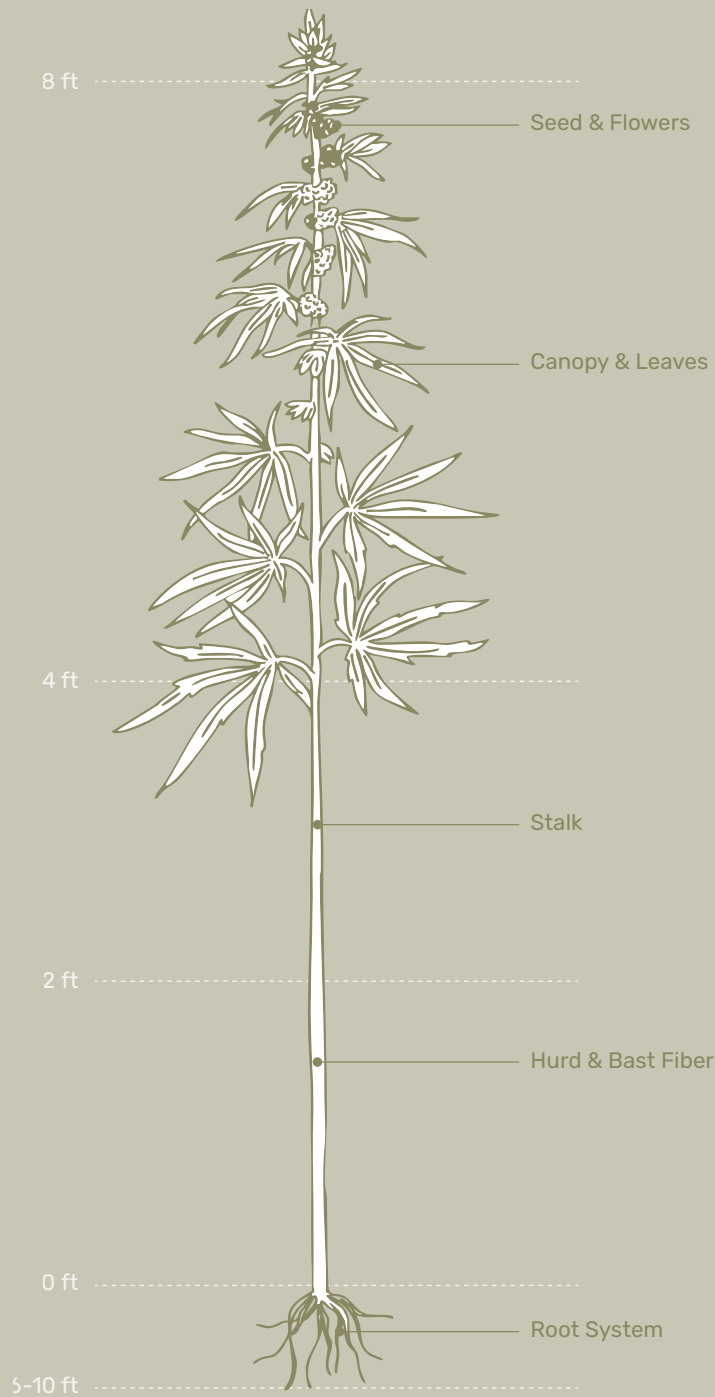 8 ft
Seed & Flowers
Canopy & Leaves
4 ft
Stalk
2 ft
Hurd & Bast Fiber
0 ft
Root System
-10 ft